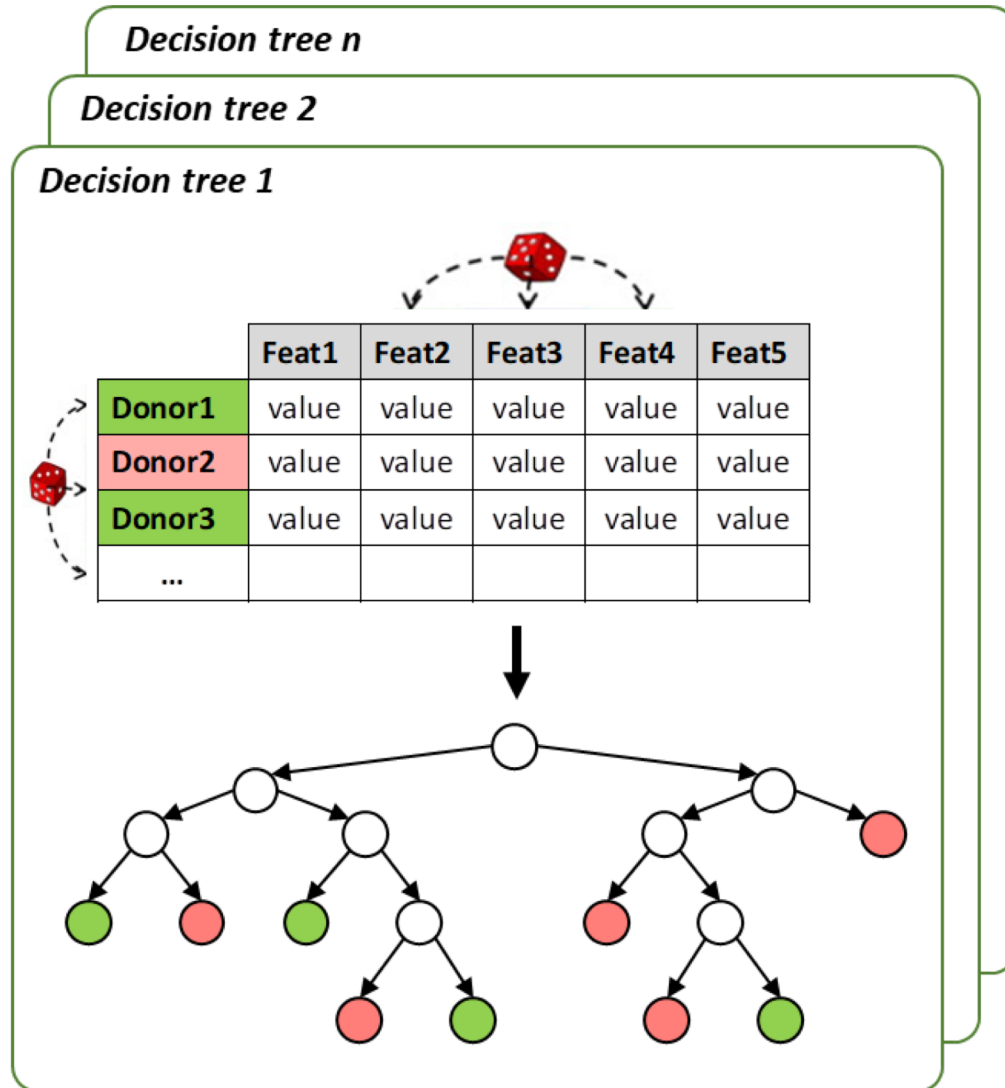 Decision tree n
Decision tree 2
Decision tree 1
Feat1 Feat2 Feat3 Feat4 Feat5
Donor1 value value value value value
Donor2 value value value value value
Donor3 value value value value value
...